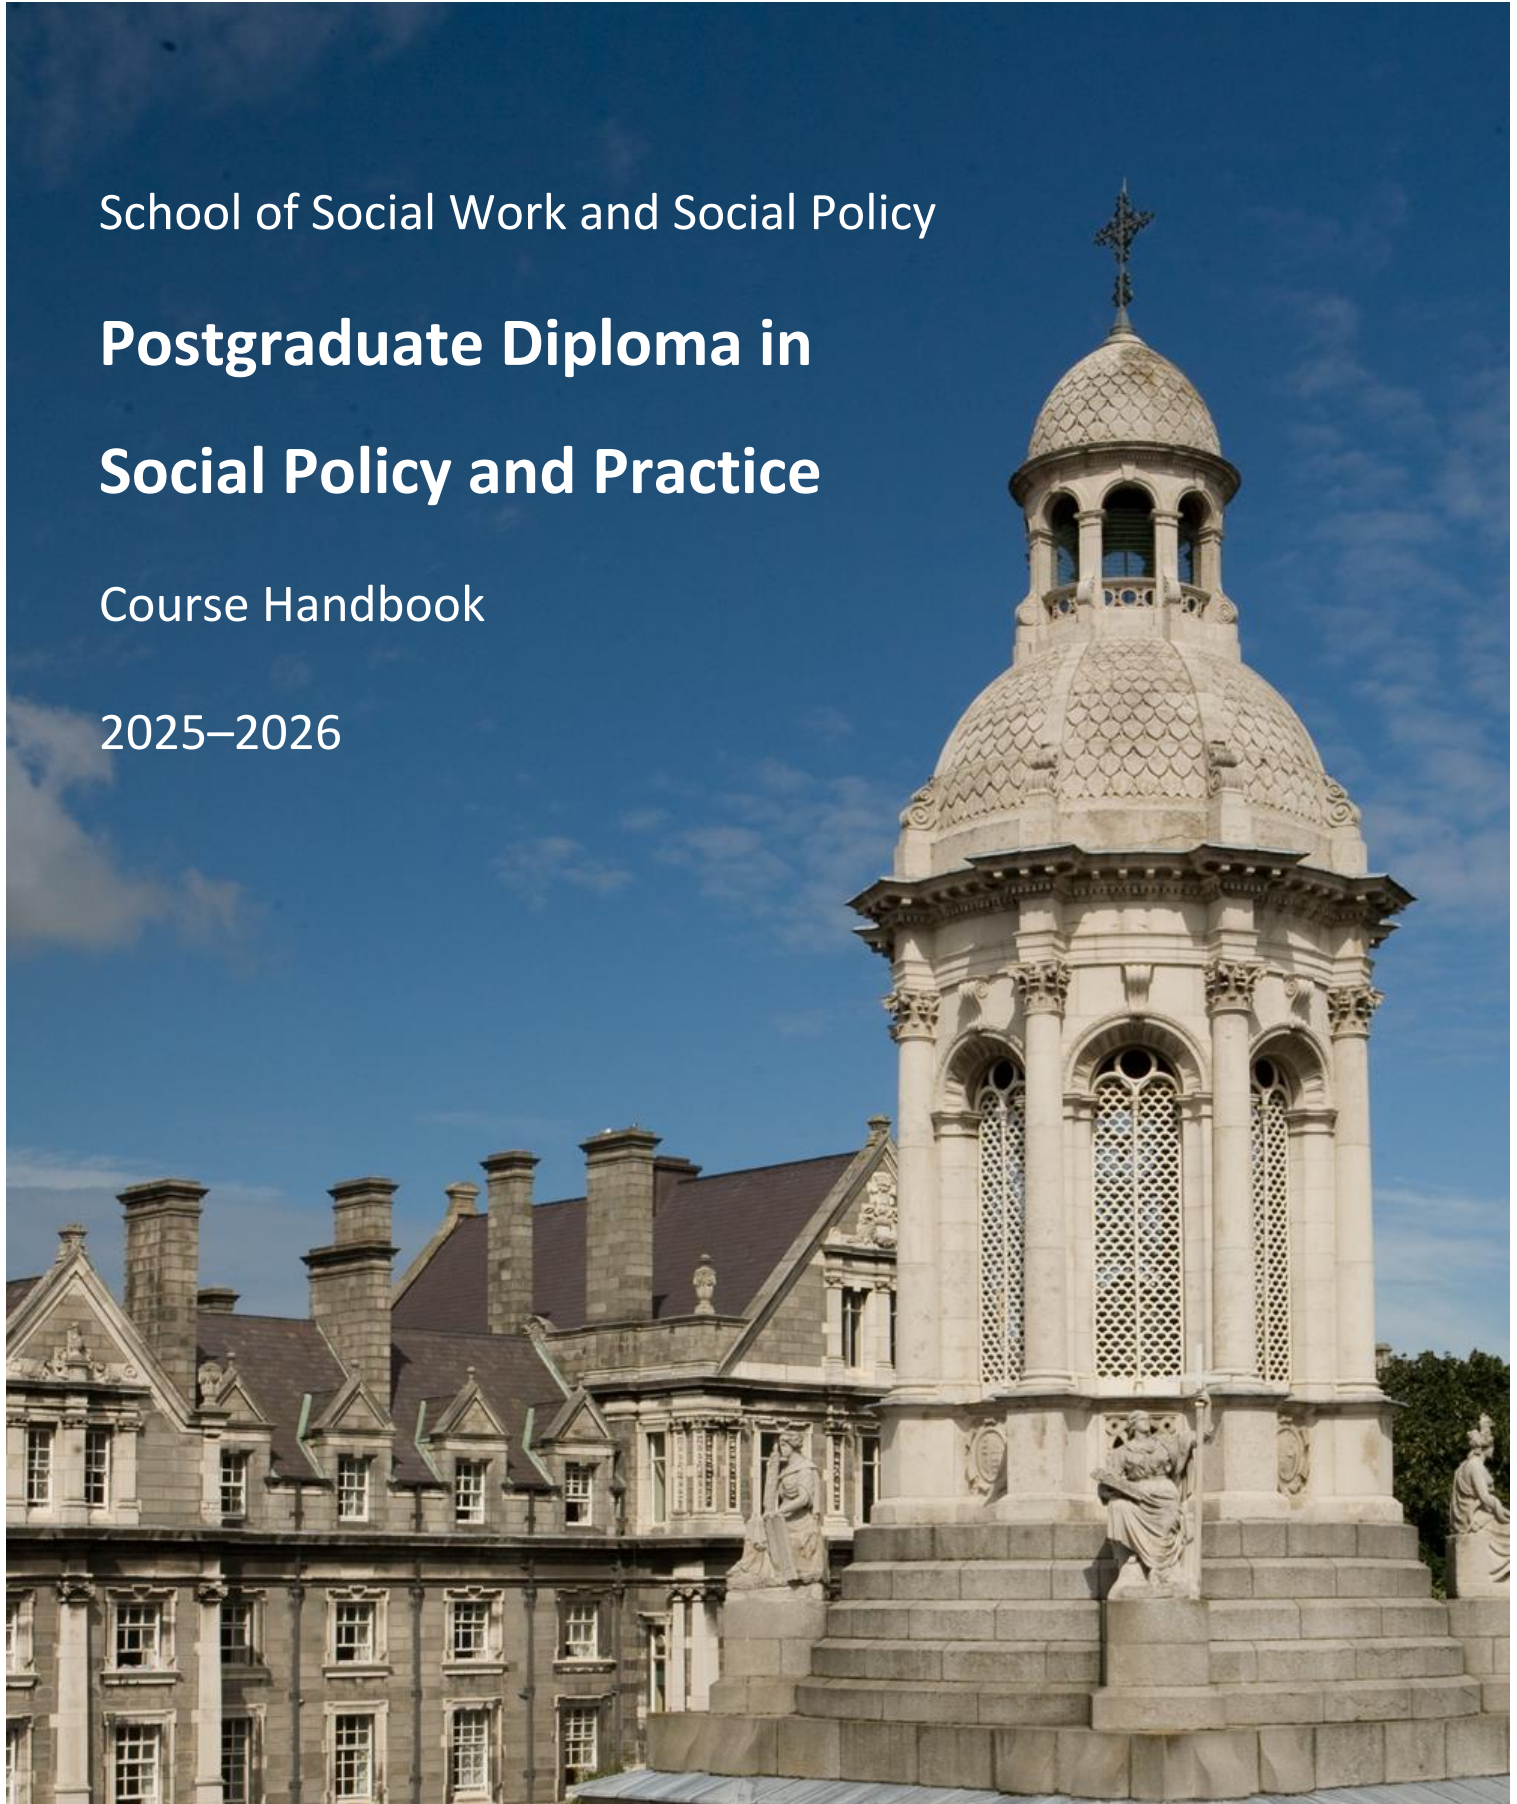 School of Social Work and Social Policy
Postgraduate Diploma in
Social Policy and Practice
Course Handbook
2025–2026